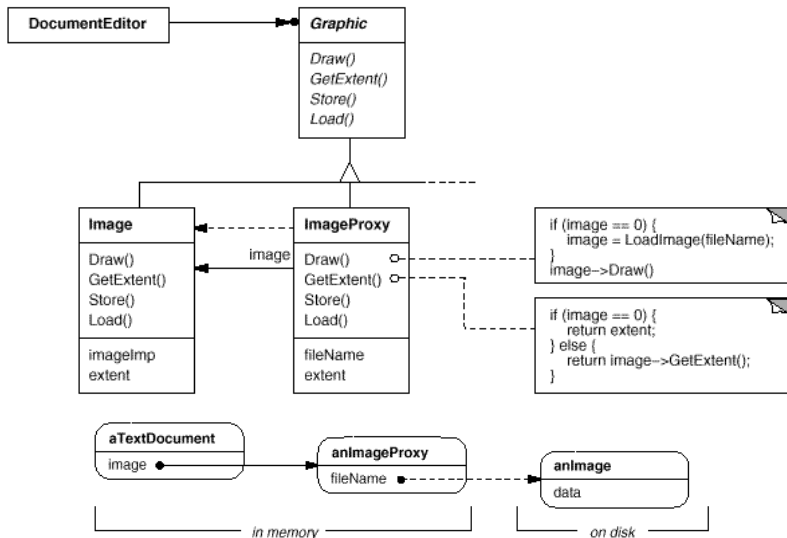 DocumentEditor
Graphic
Draw()
GetExtent()
Store()
Load()
Image
Draw()
GetExtent()
Store()
Load()
imageImp
extent
image
ImageProxy
Draw()
GetExtent()
Store()
Load()
fileName
extent
if (image == 0) {
image = LoadImage(fileName);
}
image->Draw()
if (image == 0) {
return extent;
} else {
return image->GetExtent();
}
aTextDocument
image
anImageProxy
fileName
anImage
data
in memory
on disk